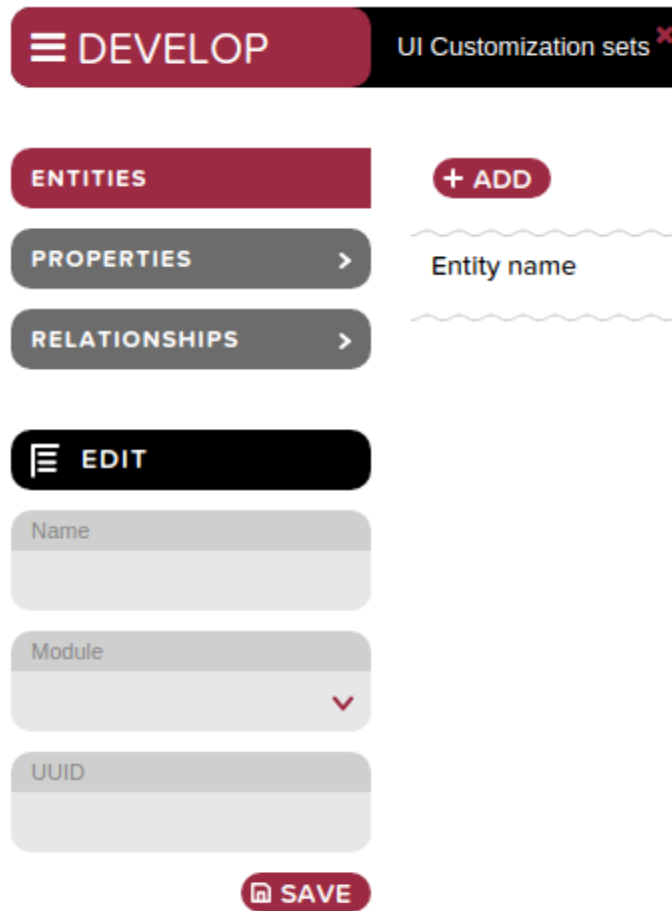 DEVELOP
UI Customization sets
ENTITIES
+ ADD
PROPERTIES
Entity name
RELATIONSHIPS
EDIT
Name
Module
UUID
SAVE